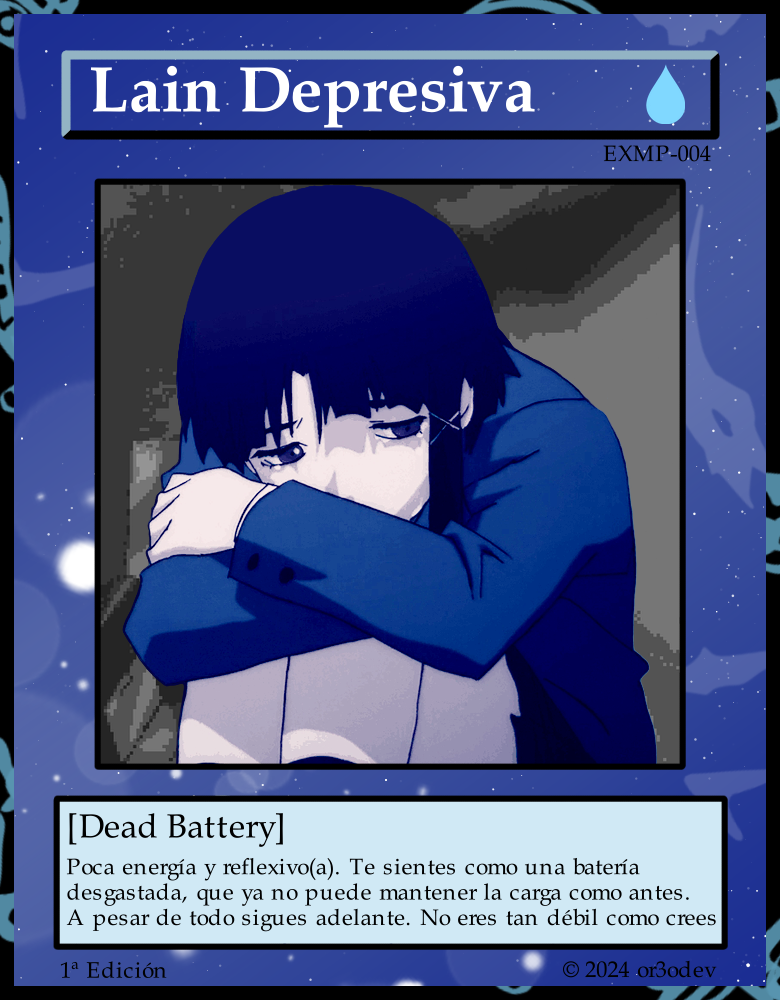 Lain Depresiva
EXMP-004
[Dead Battery]
Poca energía y reflexivo(a). Te sientes como una batería
desgastada, que ya no puede mantener la carga como antes.
A pesar de todo sigues adelante. No eres tan débil como crees
1ª Edición
© 2024 or3odev